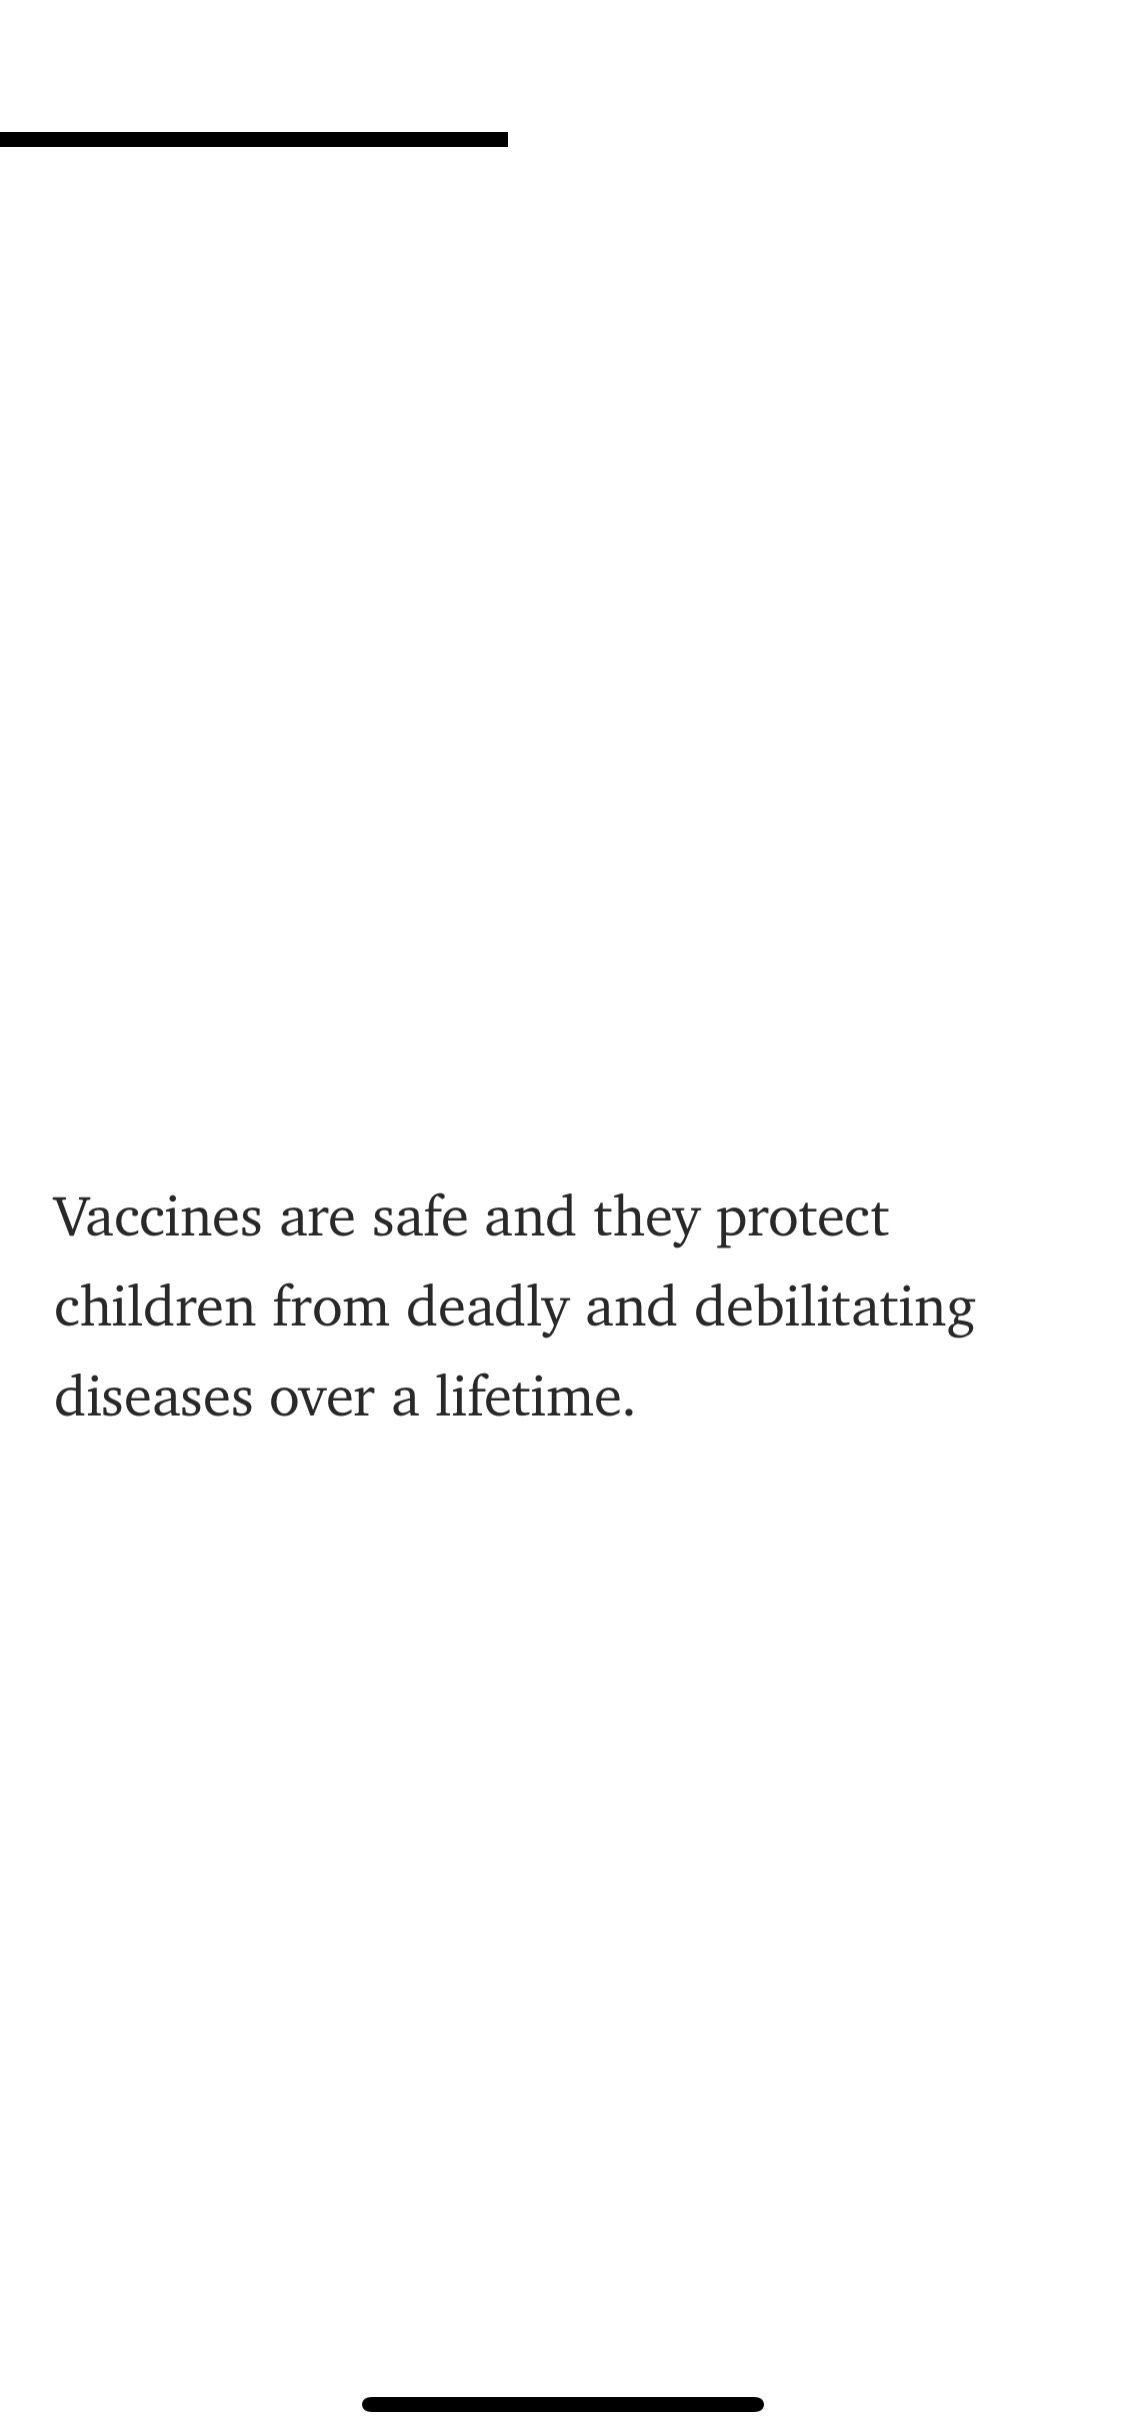 Vaccines are safe and they protect
children from deadly and debilitating
diseases over a lifetime.